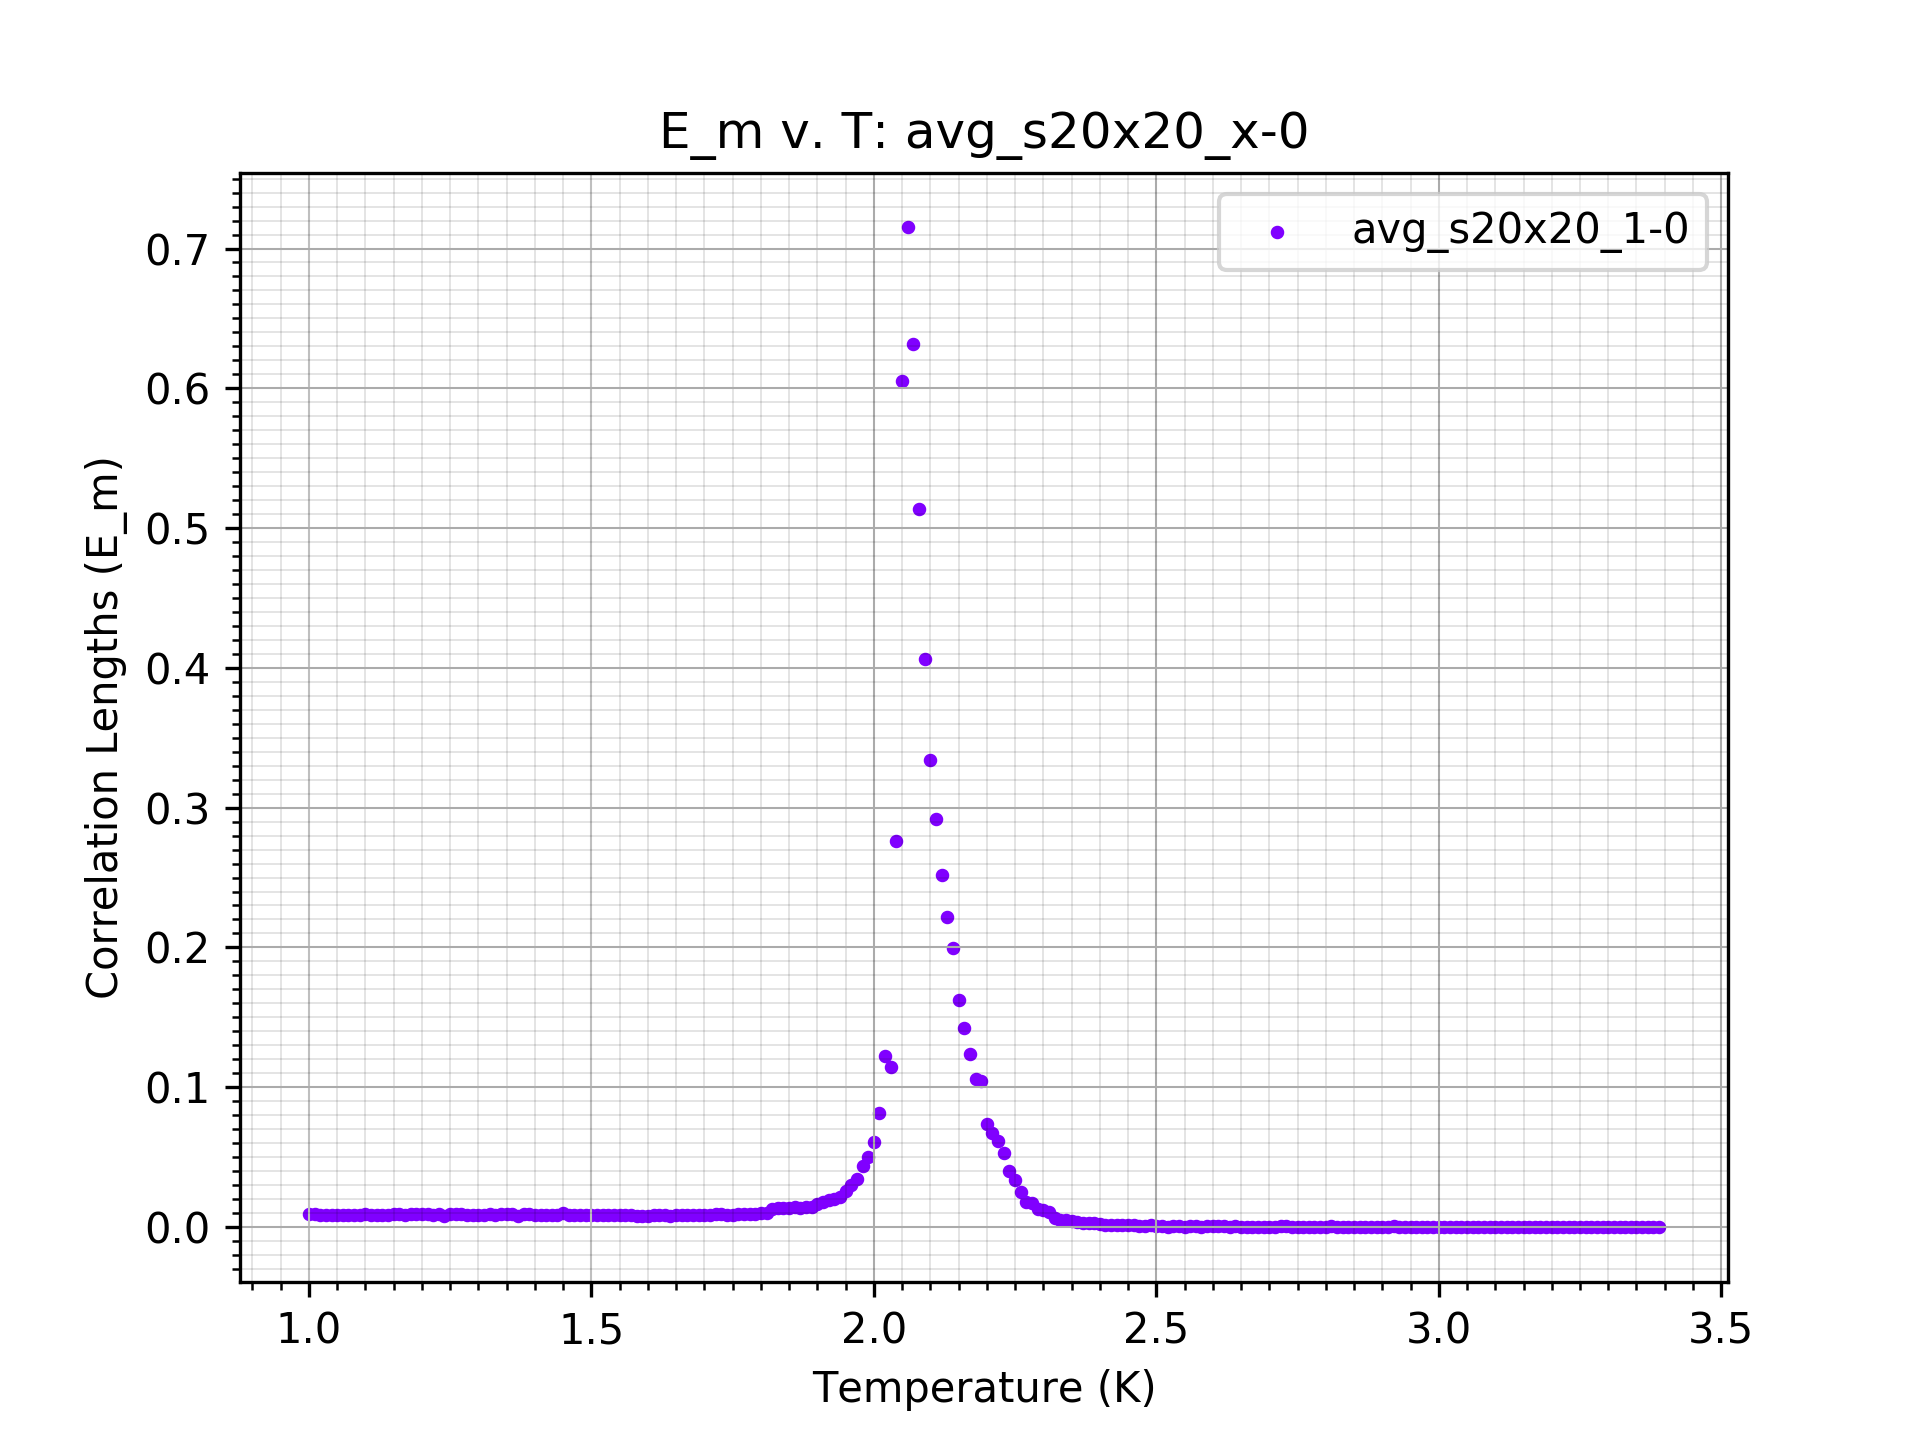 E_m v. T: avg_s20x20_x-0
avg_s20x20_1-0
Correlation Lengths (E_m)
0.7
0.6
0.5
0.4
0.3
0.2
0.1
0.0
1.0 1.5 2.0 2.5 3.0 3.5
Temperature (K)